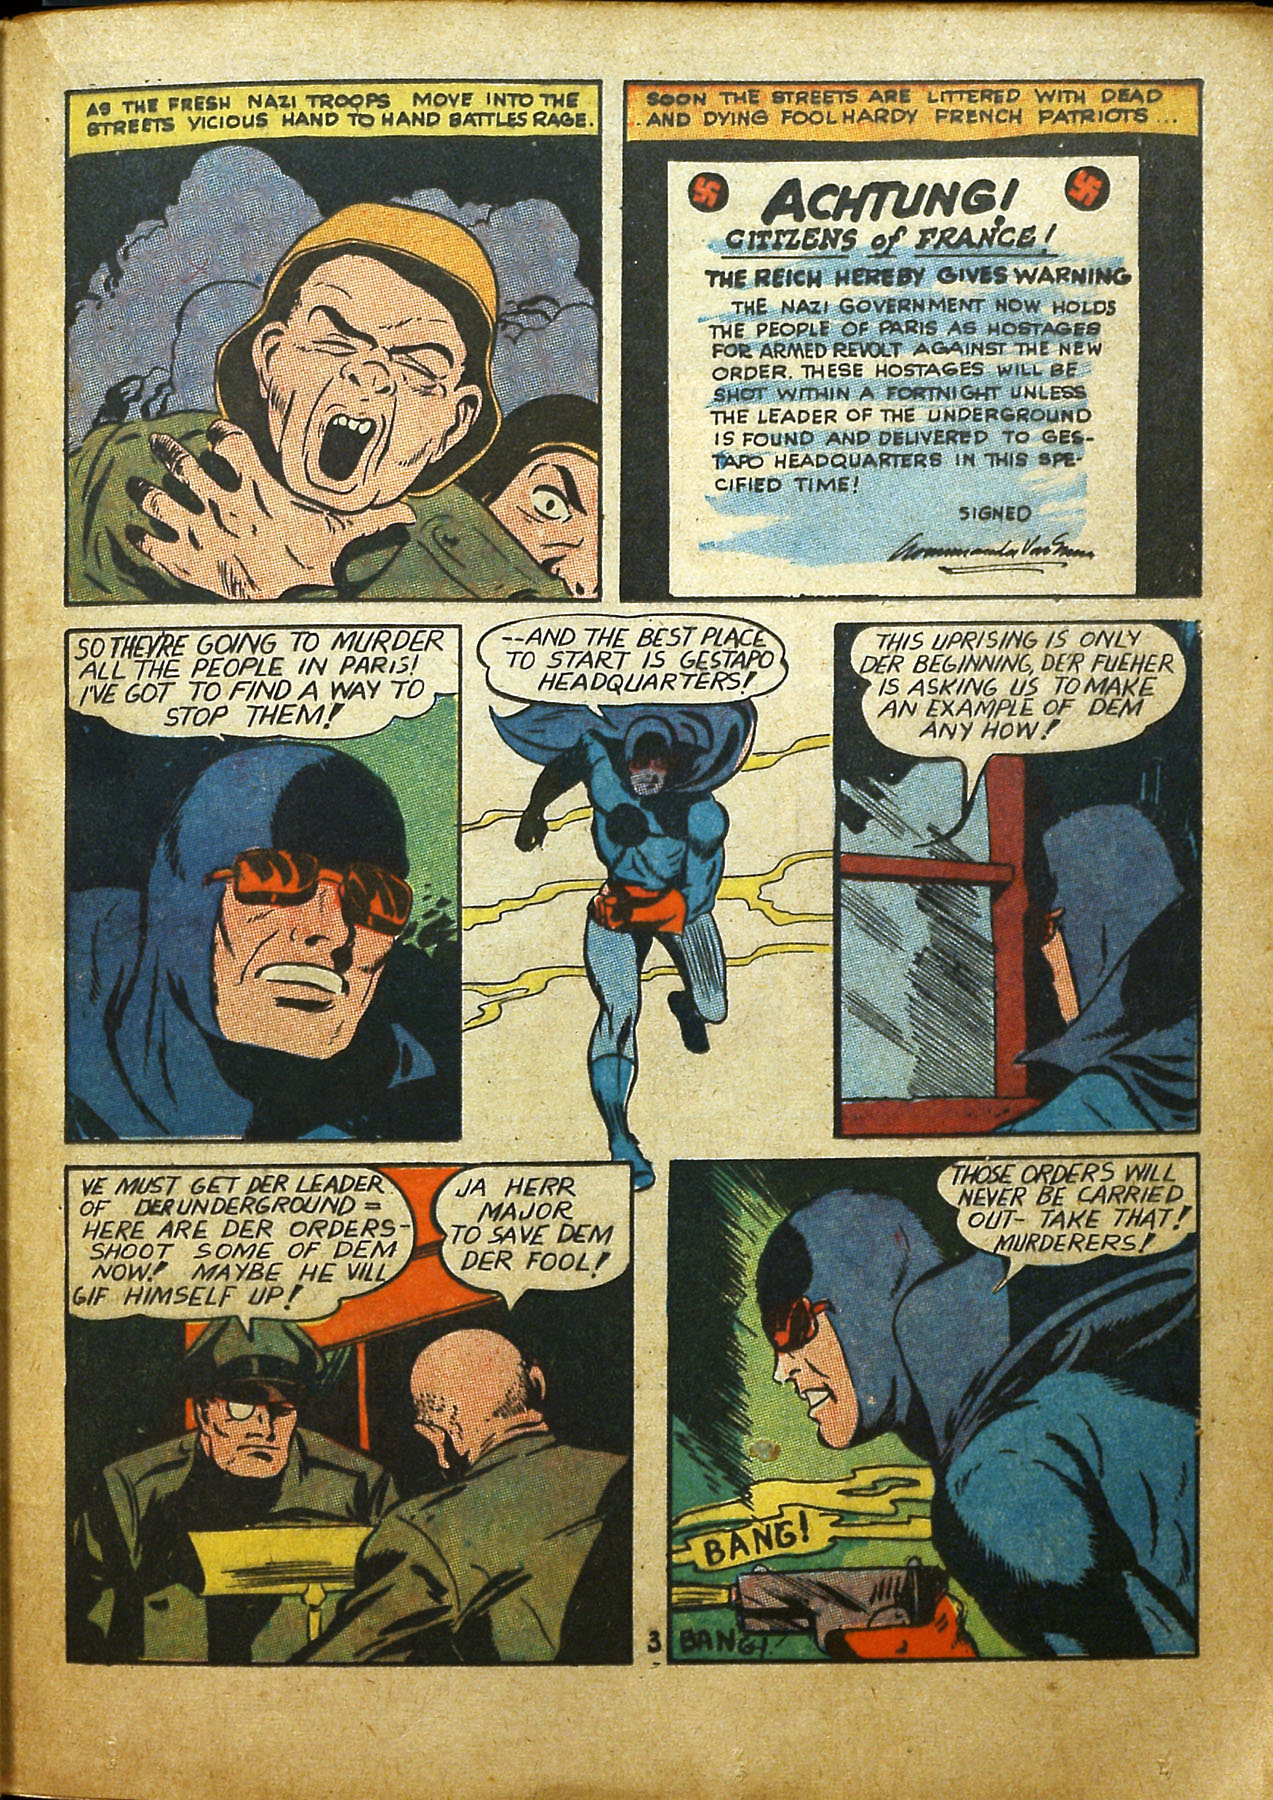 AS THE FRESH NAZI TROOPS MOVE INTO THE
STREETS VICIOUS HAND TO HAND BATTLES RAGE.
SOON THE STREETS ARE LITTERED WITH DEAD
AND DYING FOOLHARDY FRENCH PATRIOTS...
ACHTUNG!
CITIZENS of FRANCE!
THE REICH HEREBY GIVES WARNING
THE NAZI GOVERNMENT NOW HOLDS
THE PEOPLE OF PARIS AS HOSTAGES
FOR ARMED REVOLT AGAINST THE NEW
ORDER. THESE HOSTAGES WILL BE
SHOT WITHIN A FORTNIGHT UNLESS
THE LEADER OF THE UNDERGROUND
IS FOUND AND DELIVERED TO GES-
TAPO HEADQUARTERS IN THIS SPE-
CIFIED TIME!
SIGNED
SO THEY'RE GOING TO MURDER
ALL THE PEOPLE IN PARIS!
I'VE GOT TO FIND A WAY TO
STOP THEM!
--AND THE BEST PLACE
TO START IS GESTAPO
HEADQUARTERS!
THIS UPRISING IS ONLY
DER BEGINNING, DE'R FUEHER
IS ASKING US TO MAKE
AN EXAMPLE OF DEM
ANY HOW!
VE MUST GET DER LEADER
OF DER UNDERGROUND=
HERE ARE DER ORDERS-
SHOOT SOME OF DEM
NOW! MAYBE HE VILL
GIF HIMSELF UP!
JA HERR
MAJOR
TO SAVE DEM
DER FOOL!
THOSE ORDERS WILL
NEVER BE CARRIED
OUT- TAKE THAT!
MURDERERS!
BANG!
BANG!
3